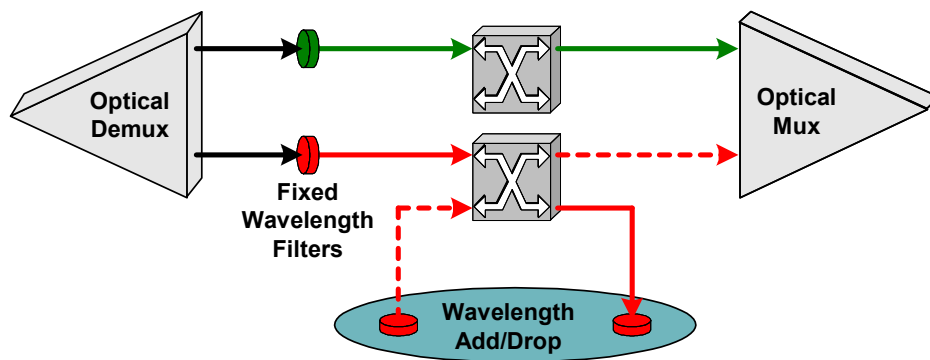 Optical
Demux
Optical
Mux
Fixed
Wavelength
Filters
Wavelength
Add/Drop